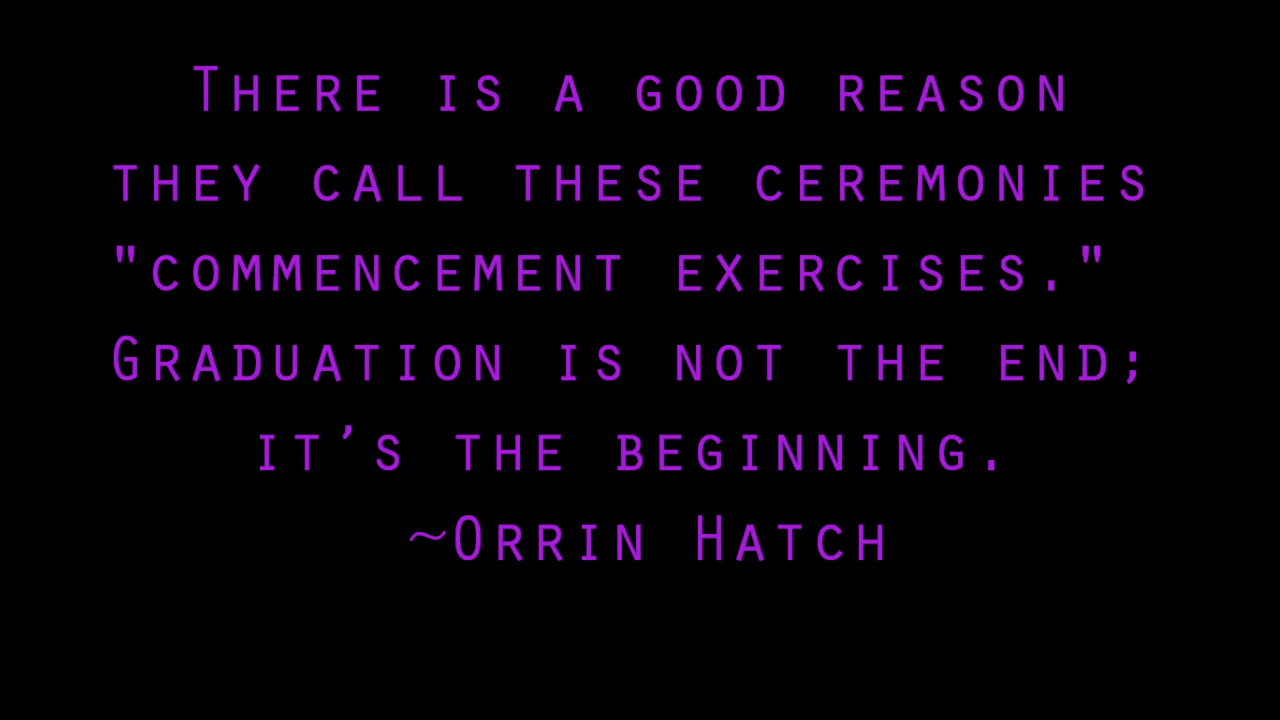 There is a good reason
they call these ceremonies
"commencement exercises."
Graduation is not the end;
it’s the beginning.
~Orrin Hatch